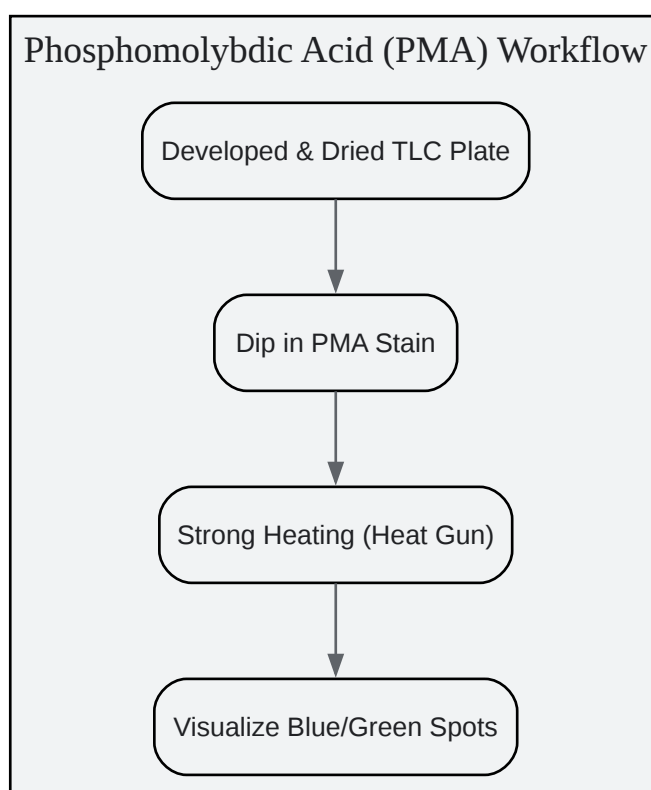 Phosphomolybdic Acid (PMA) Workflow
Developed & Dried TLC Plate
Dip in PMA Stain
Strong Heating (Heat Gun)
Visualize Blue/Green Spots